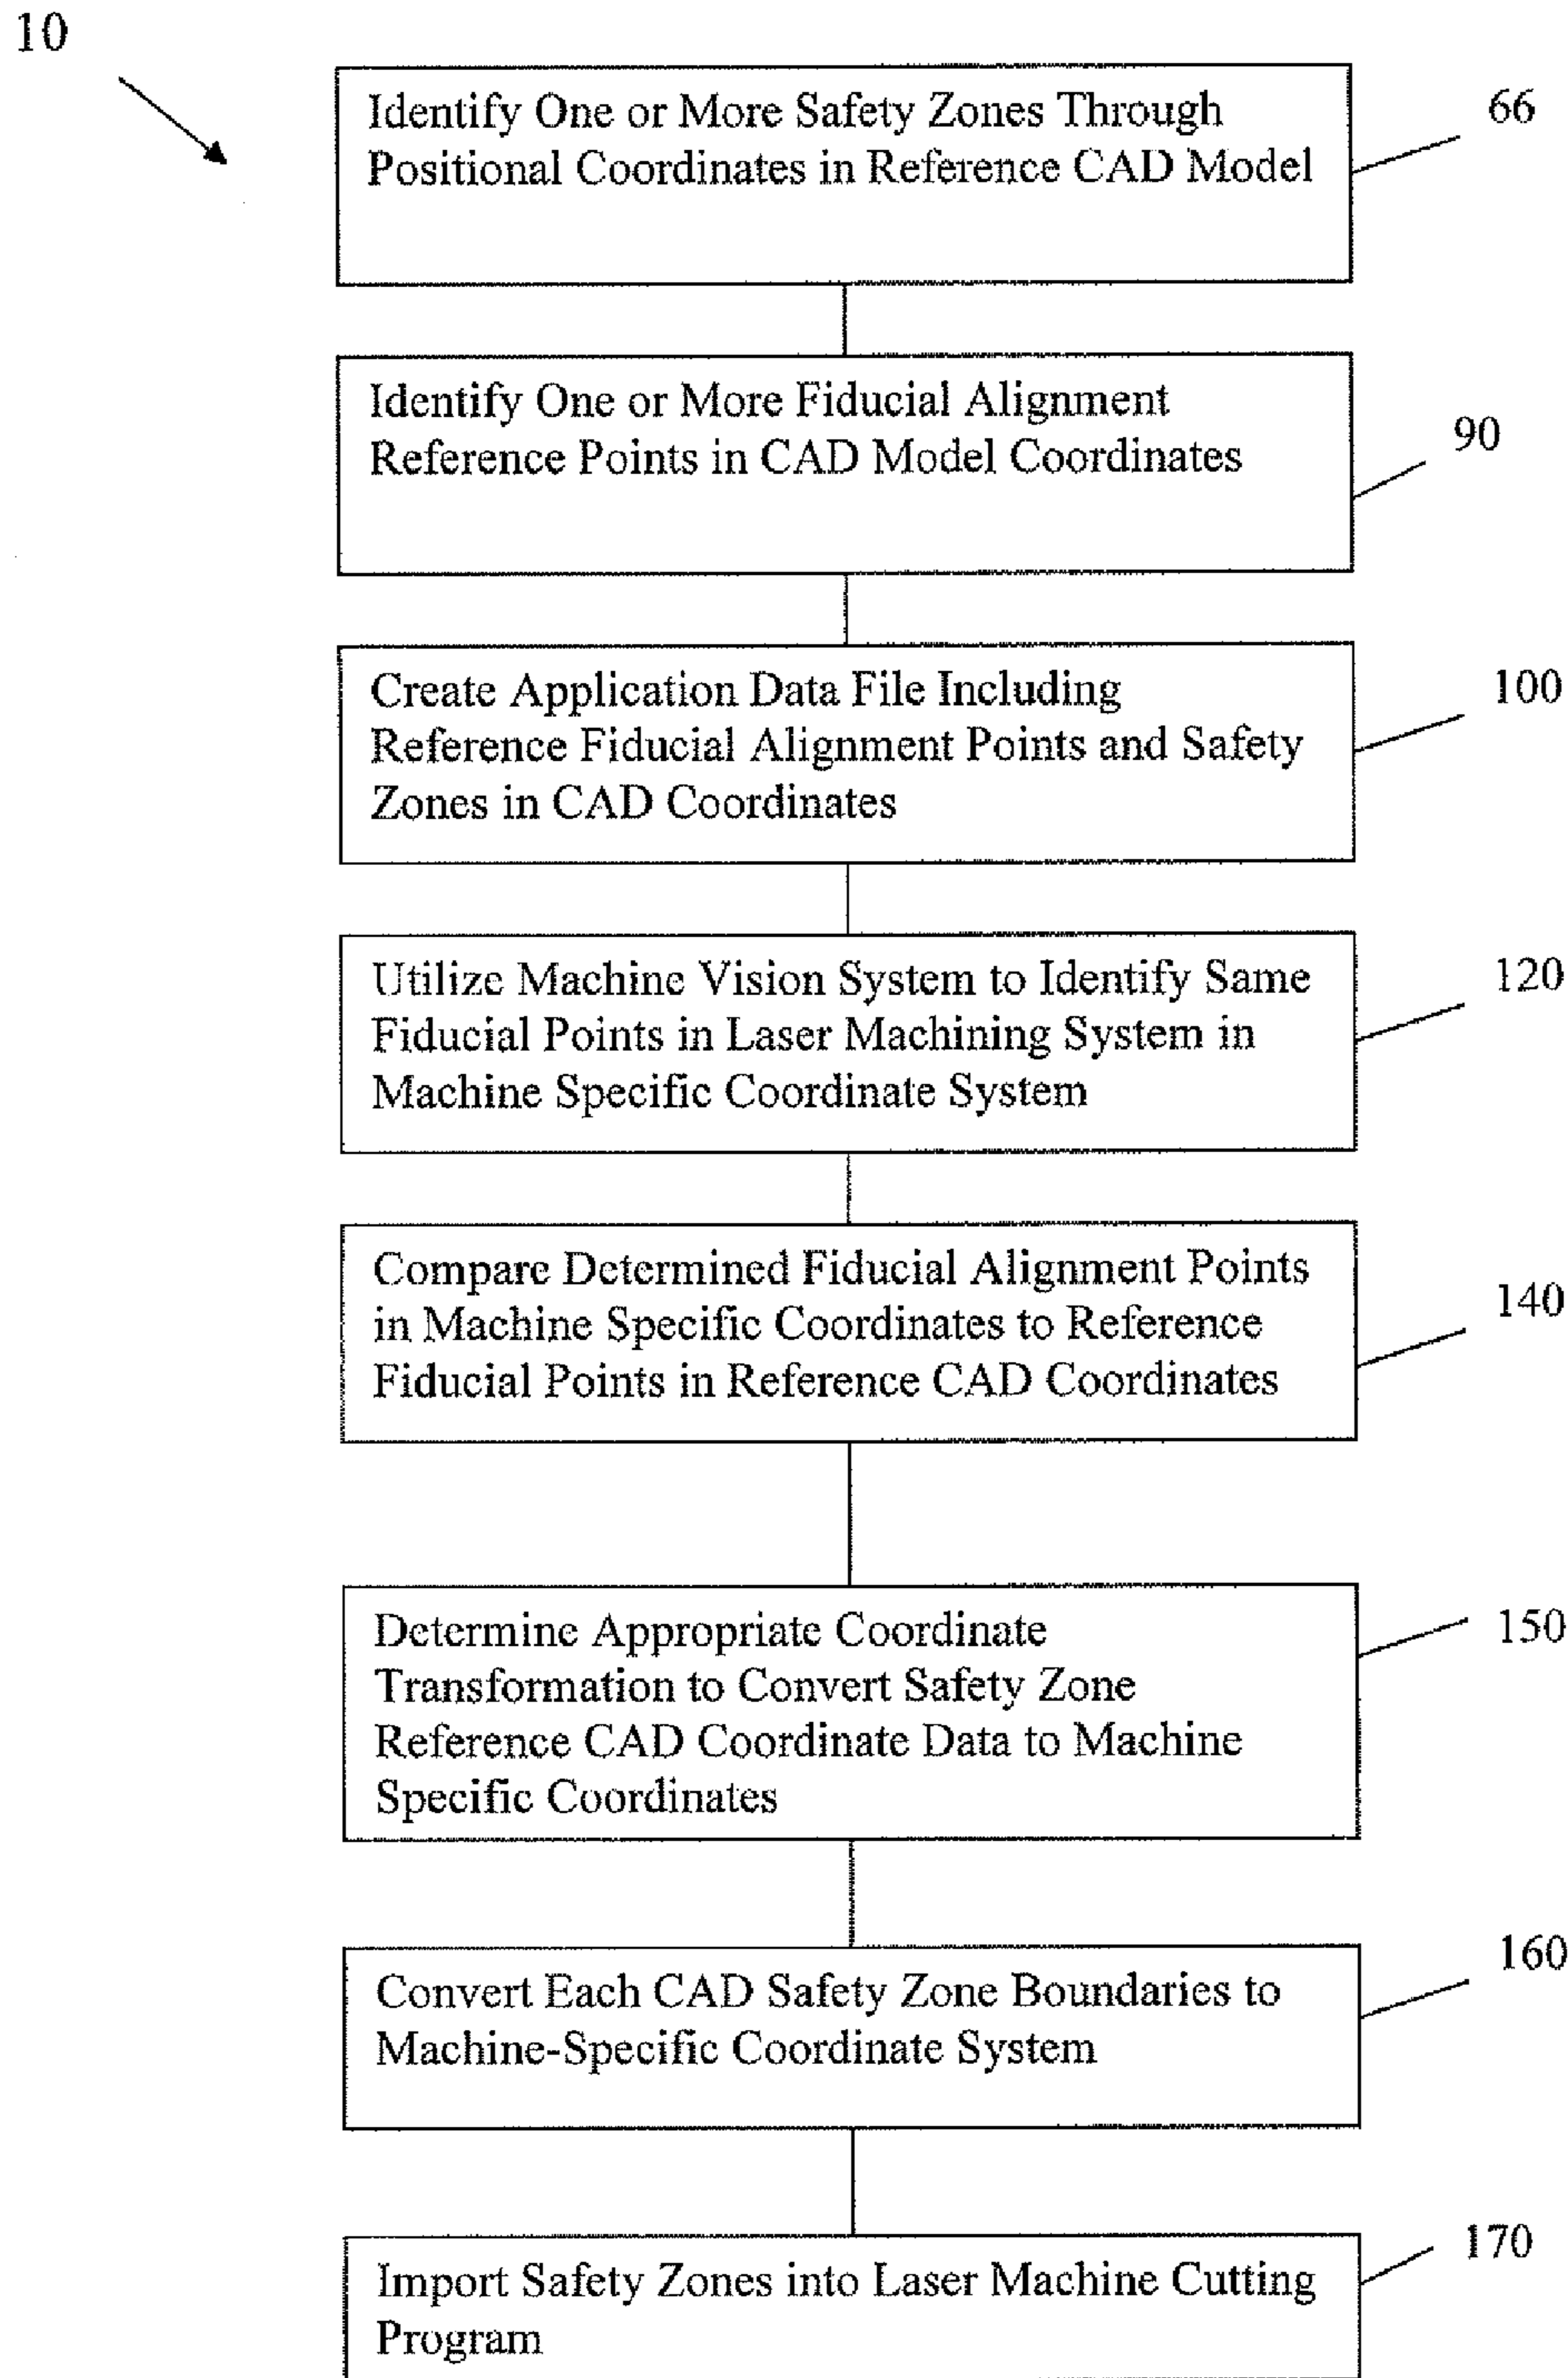 10
Identify One or More Safety Zones Through
Positional Coordinates in Reference CAD Model
66
Identify One or More Fiducial Alignment
Reference Points in CAD Model Coordinates
90
Create Application Data File Including
Reference Fiducial Alignment Points and Safety
Zones in CAD Coordinates
100
Utilize Machine Vision System to Identify Same
Fiducial Points in Laser Machining System in
Machine Specific Coordinate System
120
Compare Determined Fiducial Alignment Points
in Machine Specific Coordinates to Reference
Fiducial Points in Reference CAD Coordinates
140
Determine Appropriate Coordinate
Transformation to Convert Safety Zone
Reference CAD Coordinate Data to Machine
Specific Coordinates
150
Convert Each CAD Safety Zone Boundaries to
Machine-Specific Coordinate System
160
Import Safety Zones into Laser Machine Cutting
Program
170